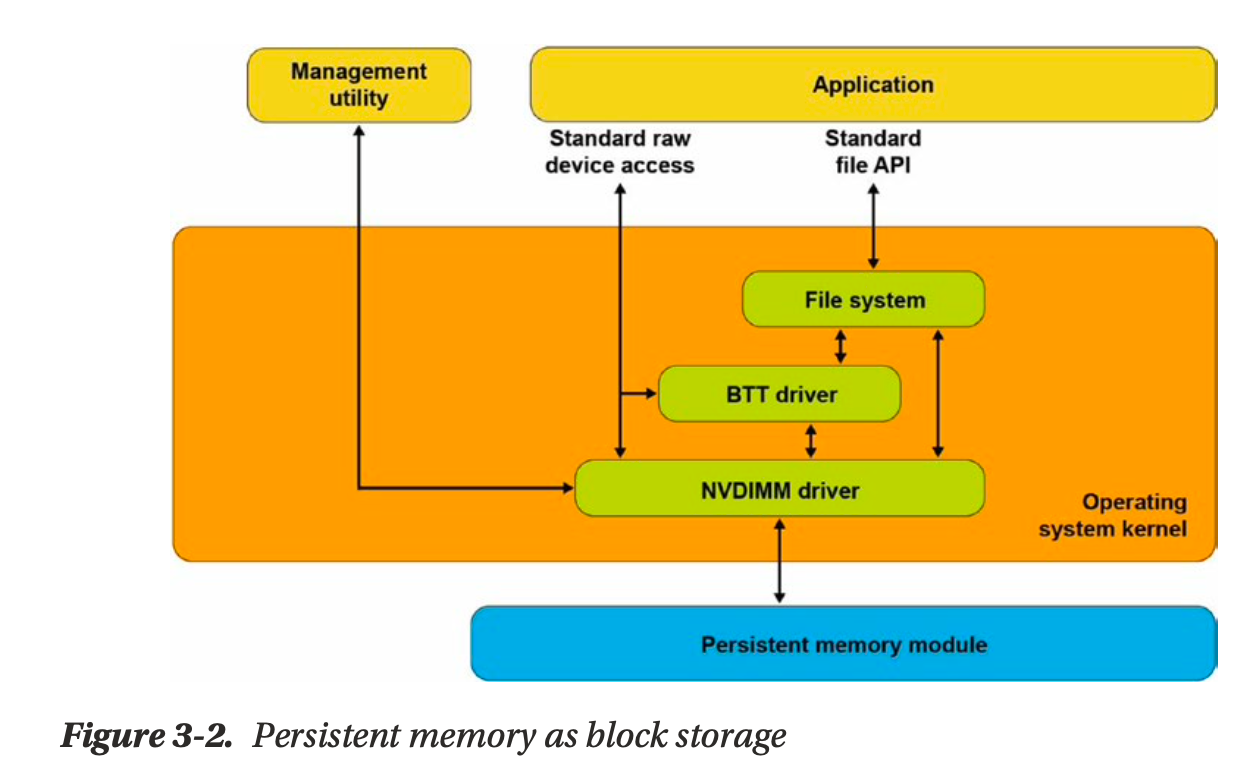 Management
utility
Application
Standard raw
device access
Standard
file API
File system
BTT driver
NVDIMM driver
Operating
system kernel
Persistent memory module
Figure 3-2. Persistent memory as block storage